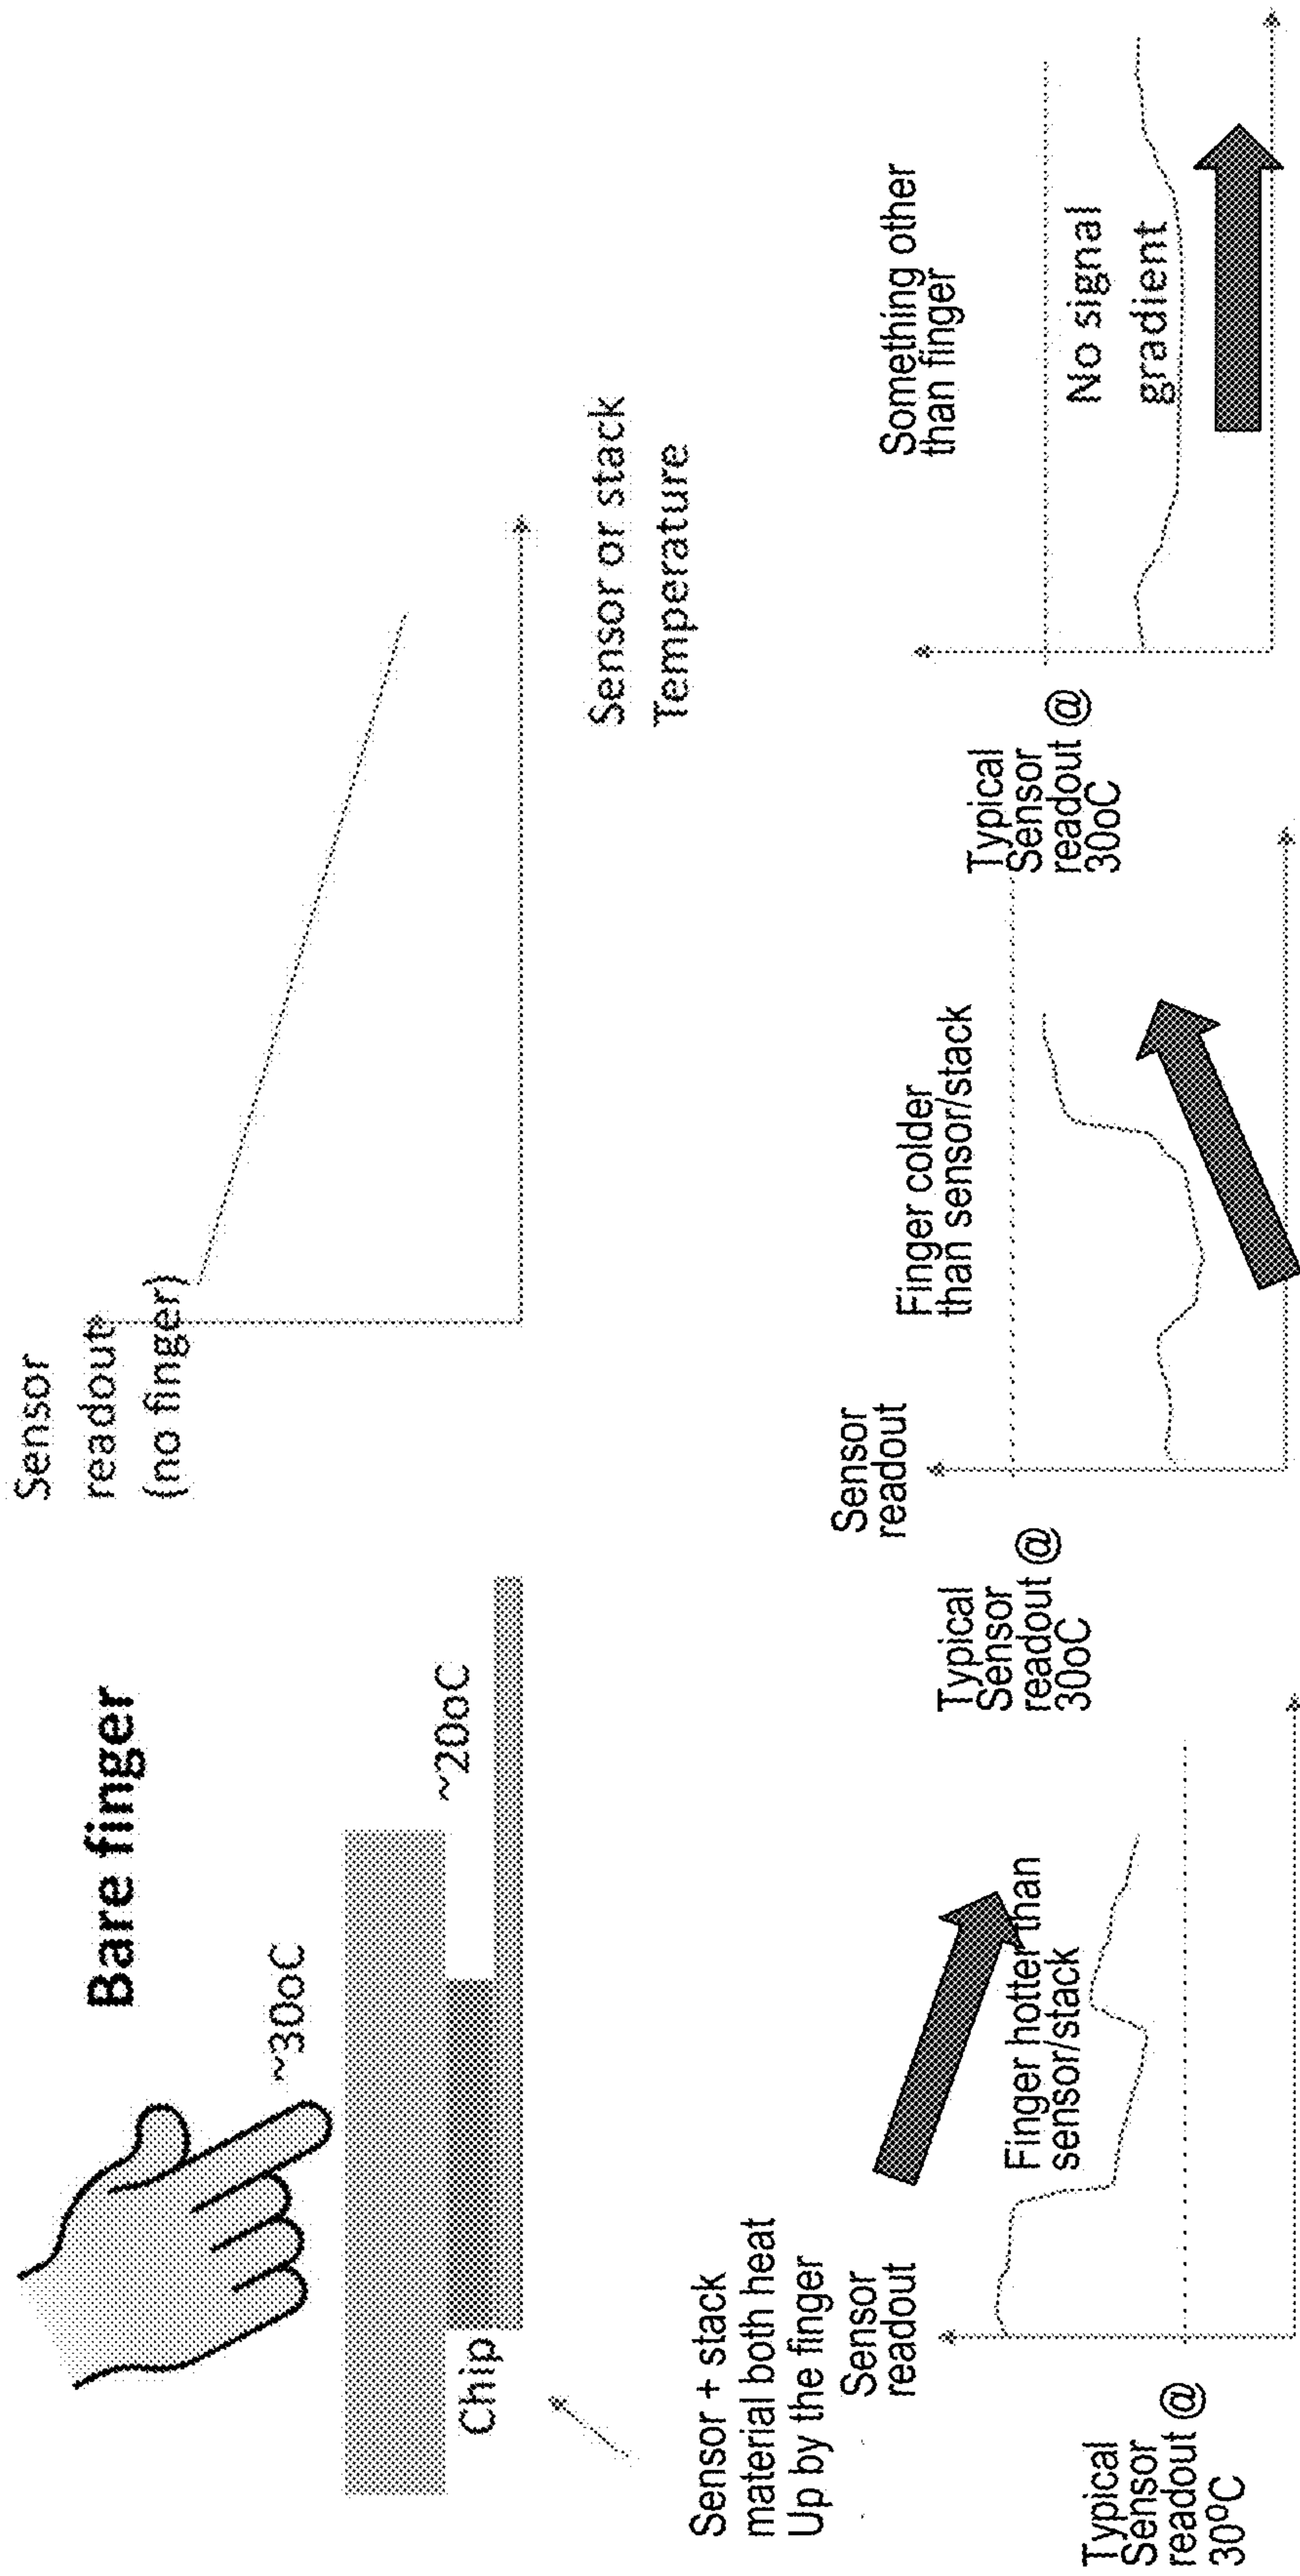 Bare finger
~30oC
~20oC
Chip
Sensor + stack
material both heat
Up by the finger
Sensor
readout
(no finger)
Sensor or stack
Temperature
Sensor
readout
Finger hotter than
sensor/stack
Typical
Sensor
readout @
30ºC
Sensor
readout
Finger colder
than sensor/stack
Typical
Sensor
readout @
30oC
Something other
than finger
No signal
gradient
Typical
Sensor
readout @
30oC